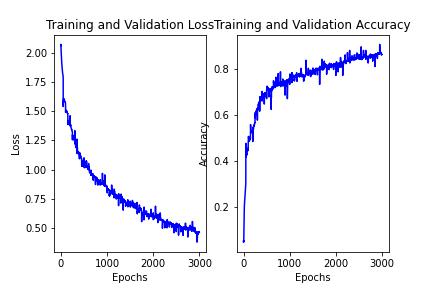 Training and Validation Loss
2.00
1.75
1.50
1.25
1.00
0.75
0.50
Loss
0 1000 2000 3000
Epochs
Training and Validation Accuracy
0.8
0.6
0.4
0.2
Accuracy
0 1000 2000 3000
Epochs